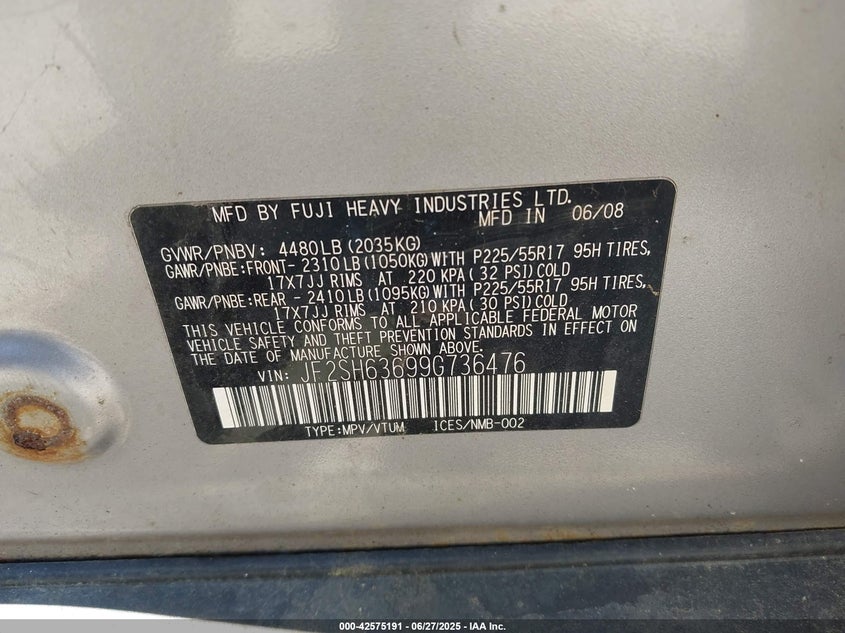 MFD BY FUJI HEAVY INDUSTRIES LTD.
MFD IN 06/08
GVWR/PNBV: 4480LB(2035KG)
GAWR/PNBE:FRONT- 2310LB(1050KG)WITH P225/55R17 95H TIRES,
17X7JJ RIMS AT 220 KPA(32 PSI)COLD
GAWR/PNBE:REAR - 2410LB(1095KG)WITH P225/55R17 95H TIRES,
17X7JJ RIMS AT 210 KPA(30 PSI)COLD.
THIS VEHICLE CONFORMS TO ALL APPLICABLE FEDERAL MOTOR
VEHICLE SAFETY AND THEFT PREVENTION STANDARDS IN EFFECT ON
THE DATE OF MANUFACTURE SHOWN ABOVE.
VIN: JF2SH63699G736476
TYPE:MPV/VTUM ICES/NMB-002
000-42575191 - 06/27/2025 - IAA Inc.